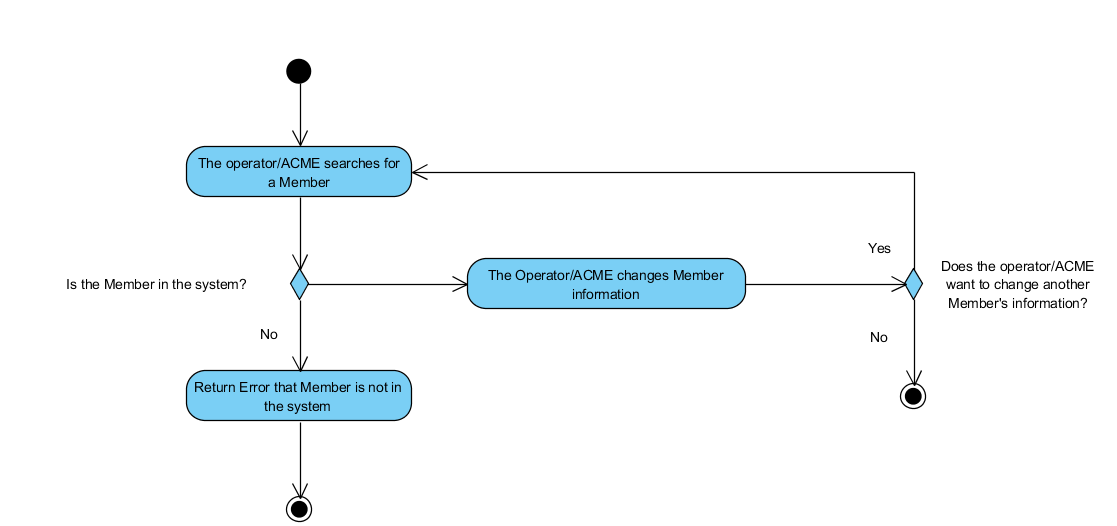 The operator/ACME searches for
a Member
Yes
Is the Member in the system?
The Operator/ACME changes Member
information
Does the operator/ACME
want to change another
Member's information?
No
No
Return Error that Member is not in
the system